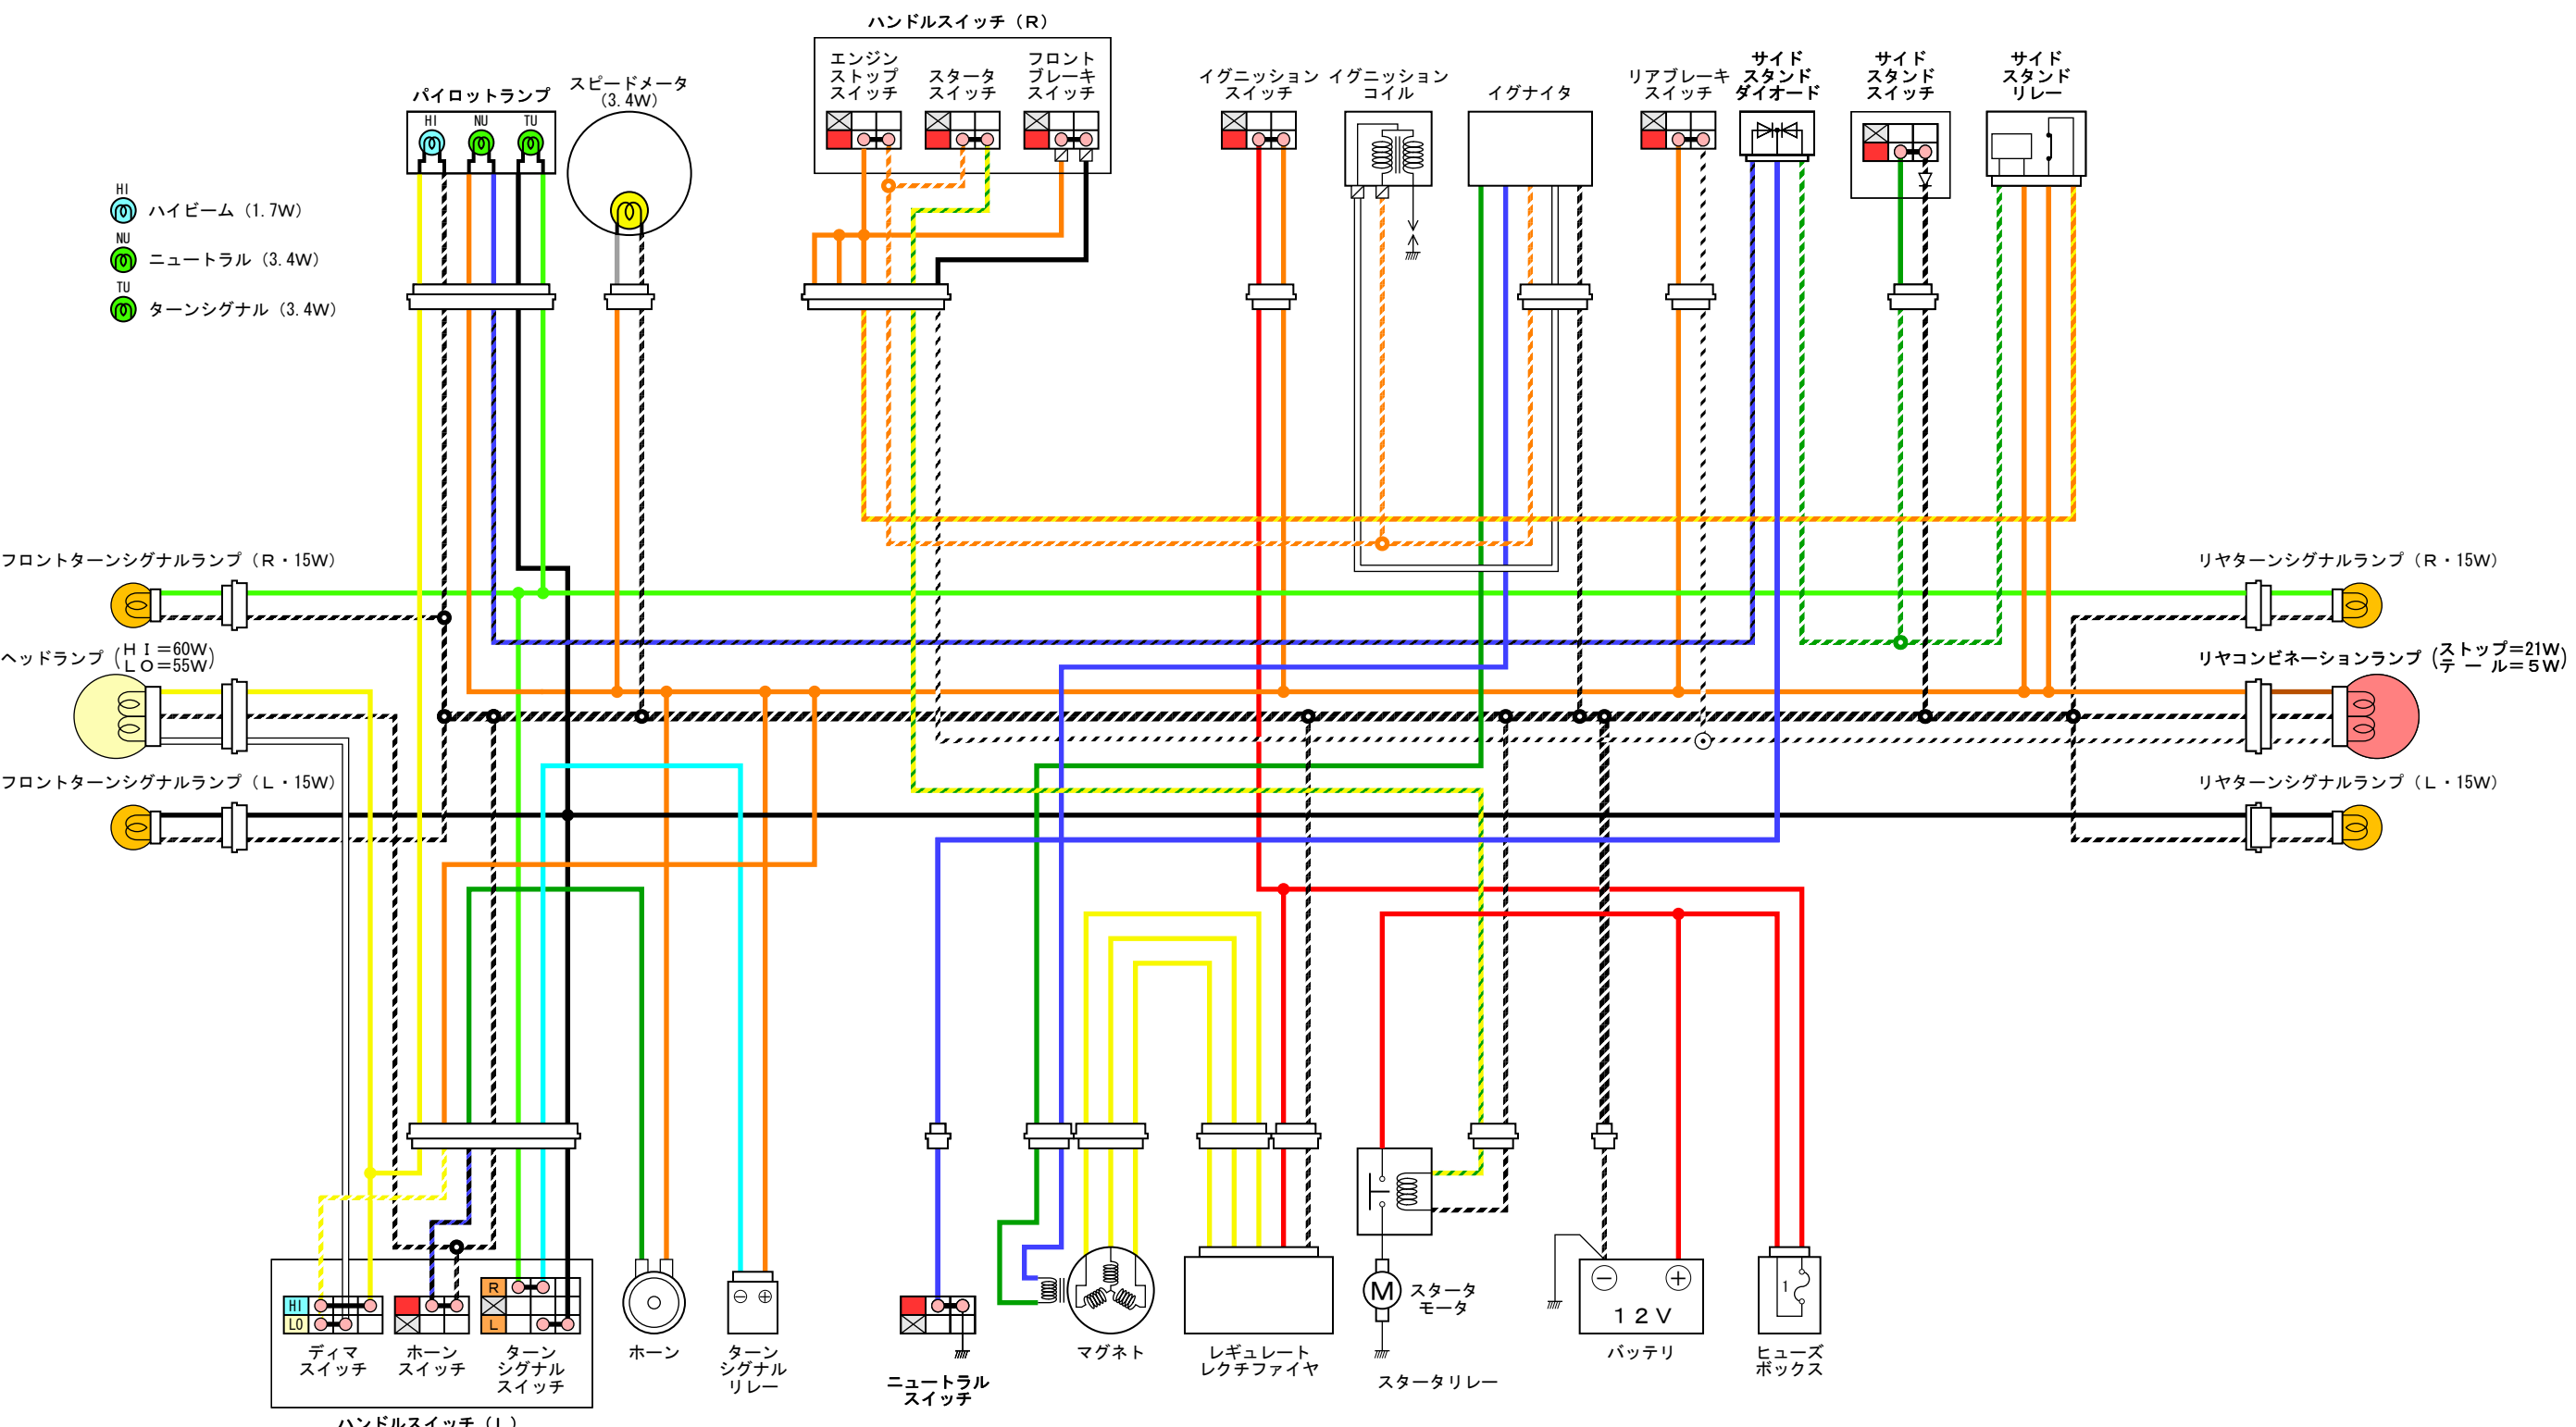 ハンドルスイッチ（Ｒ）
エンジン
ストップ
スイッチ
スタータ
スイッチ
フロント
ブレーキ
スイッチ
パイロットランプ
HI
NU
TU
スピードメータ
（3.4W）
イグニッション
スイッチ
イグニッション
コイル
イグナイタ
リアブレーキ
スイッチ
サイド
スタンド
ダイオード
サイド
スタンド
スイッチ
サイド
スタンド
リレー
HI
ハイビーム（1.7W）
NU
ニュートラル（3.4W）
TU
ターンシグナル（3.4W）
フロントターンシグナルランプ（Ｒ・15W）
ヘッドランプ（ＨＩ＝60W
ＬＯ＝55W）
フロントターンシグナルランプ（Ｌ・15W）
リヤターンシグナルランプ（Ｒ・15W）
リヤコンビネーションランプ（ストップ＝21W
テール＝５W）
リヤターンシグナルランプ（Ｌ・15W）
HI
LO
R
L
ディマ
スイッチ
ホーン
スイッチ
ターン
シグナル
スイッチ
ハンドルスイッチ（Ｌ）
ホーン
ターン
シグナル
リレー
ニュートラル
スイッチ
マグネト
レギュレート
レクチファイヤ
M
スタータ
モータ
スタータリレー
１２Ｖ
バッテリ
1
ヒューズ
ボックス